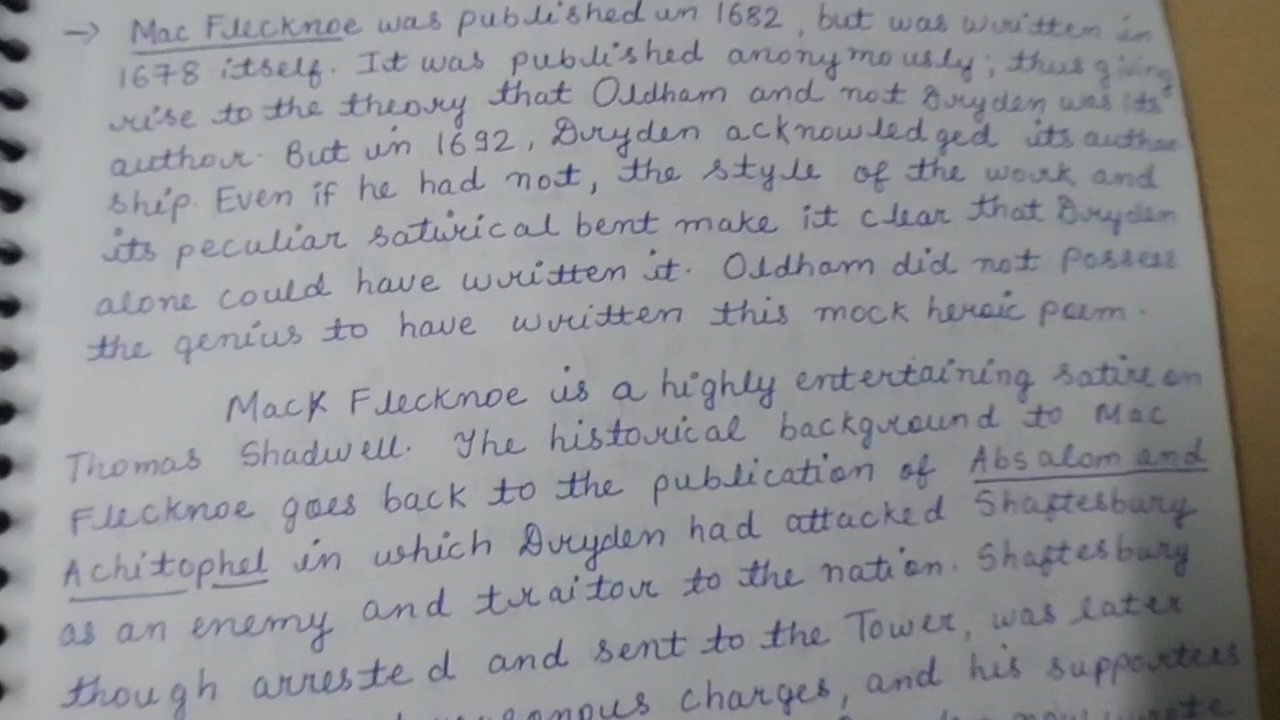 → Mac Flecknoe was published in 1682, but was written in
1678 itself. It was published anonymously; thus giving
rise to the theory that Oldham and not Dryden was its
author. But in 1692, Dryden acknowledged its author
ship. Even if he had not, the style of the work and
its peculiar satirical bent make it clear that Dryden
alone could have written it. Oldham did not possess
the genius to have written this mock heroic poem.
Mack Flecknoe is a highly entertaining satire on
Thomas Shadwell. The historical background to Mac
Flecknoe goes back to the publication of Absalom and
Achitophel in which Dryden had attacked Shaftesbury
as an enemy and traitor to the nation. Shaftesbury
though arrested and sent to the Tower, was later
charges, and his supporters